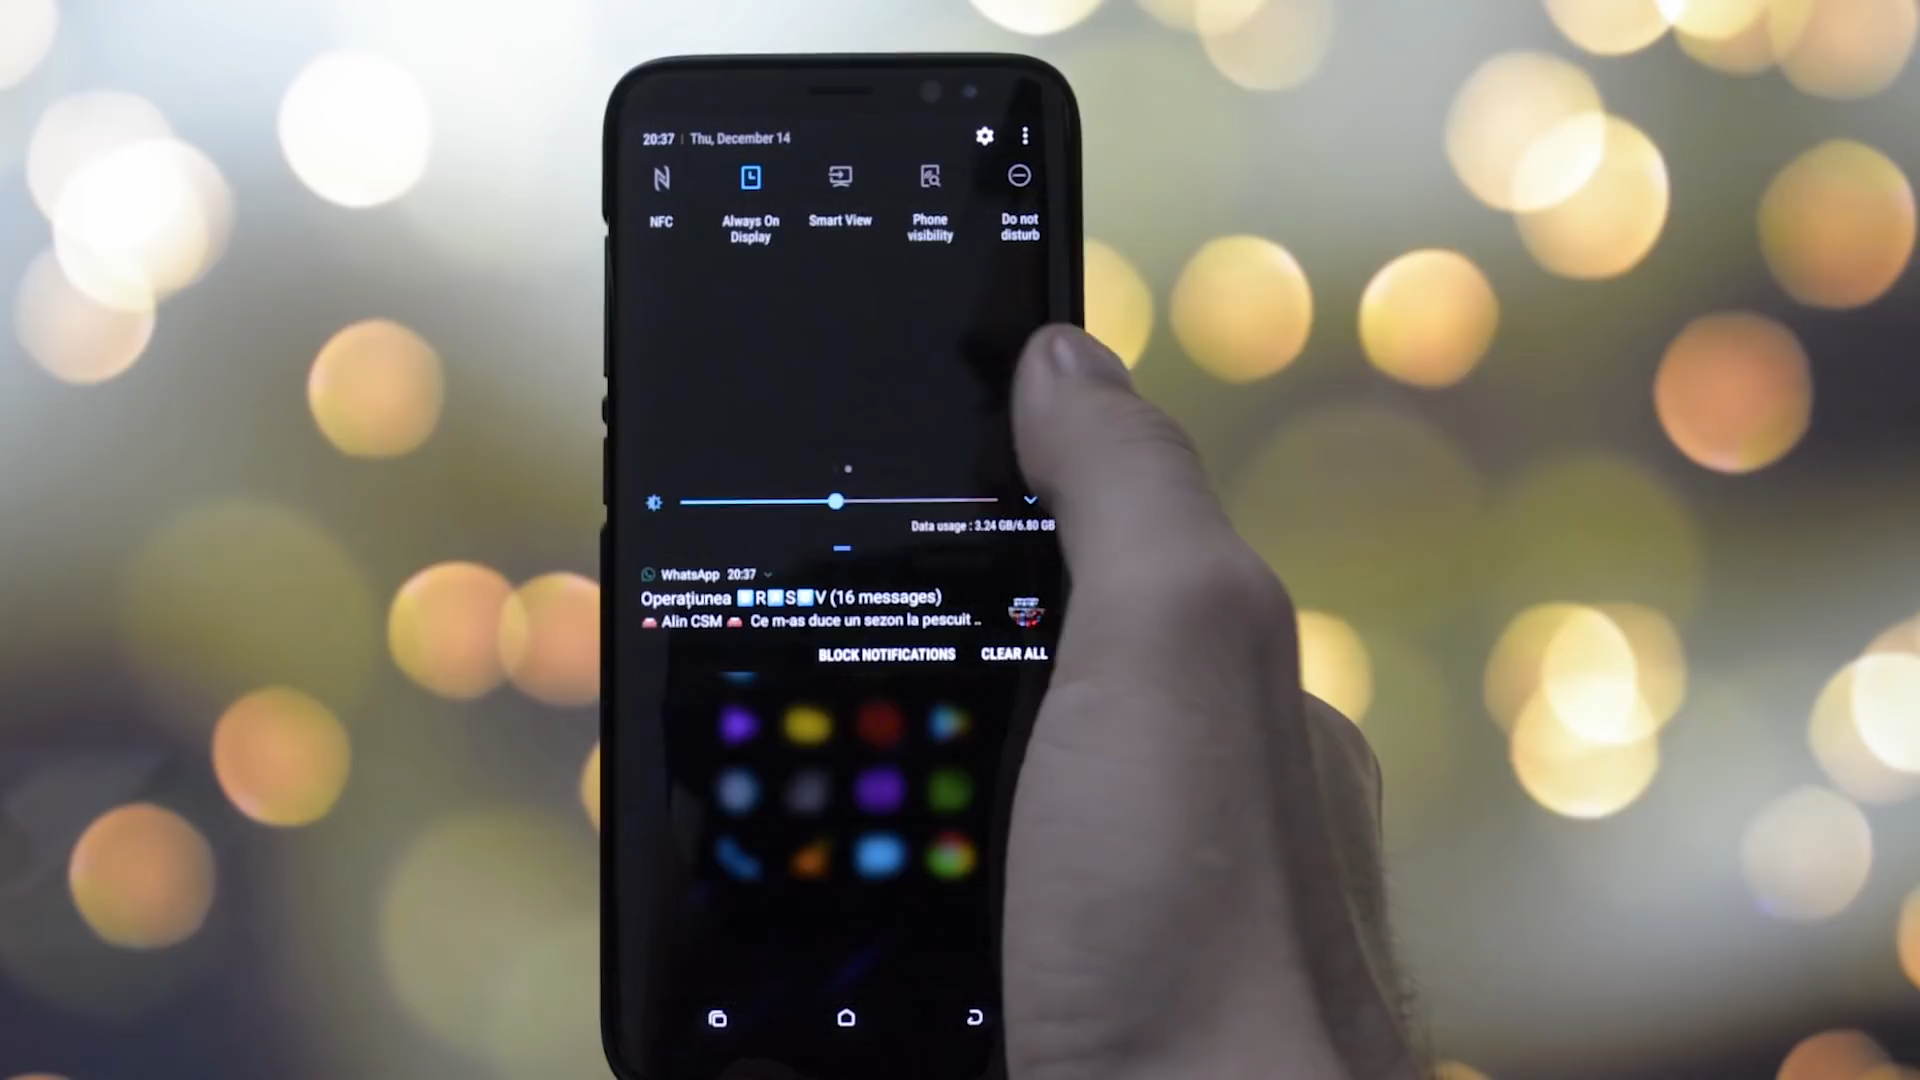 20:37 | Thu, December 14
NFC
Always On
Display
Smart View
Phone
visibility
Do not
disturb
Data usage : 3.24 GB/6.80 GB
WhatsApp 20:37
Operațiunea 🟦R🟦S🟦V (16 messages)
🚗 Alin CSM 🚗 Ce m-as duce un sezon la pescuit ..
BLOCK NOTIFICATIONS CLEAR ALL